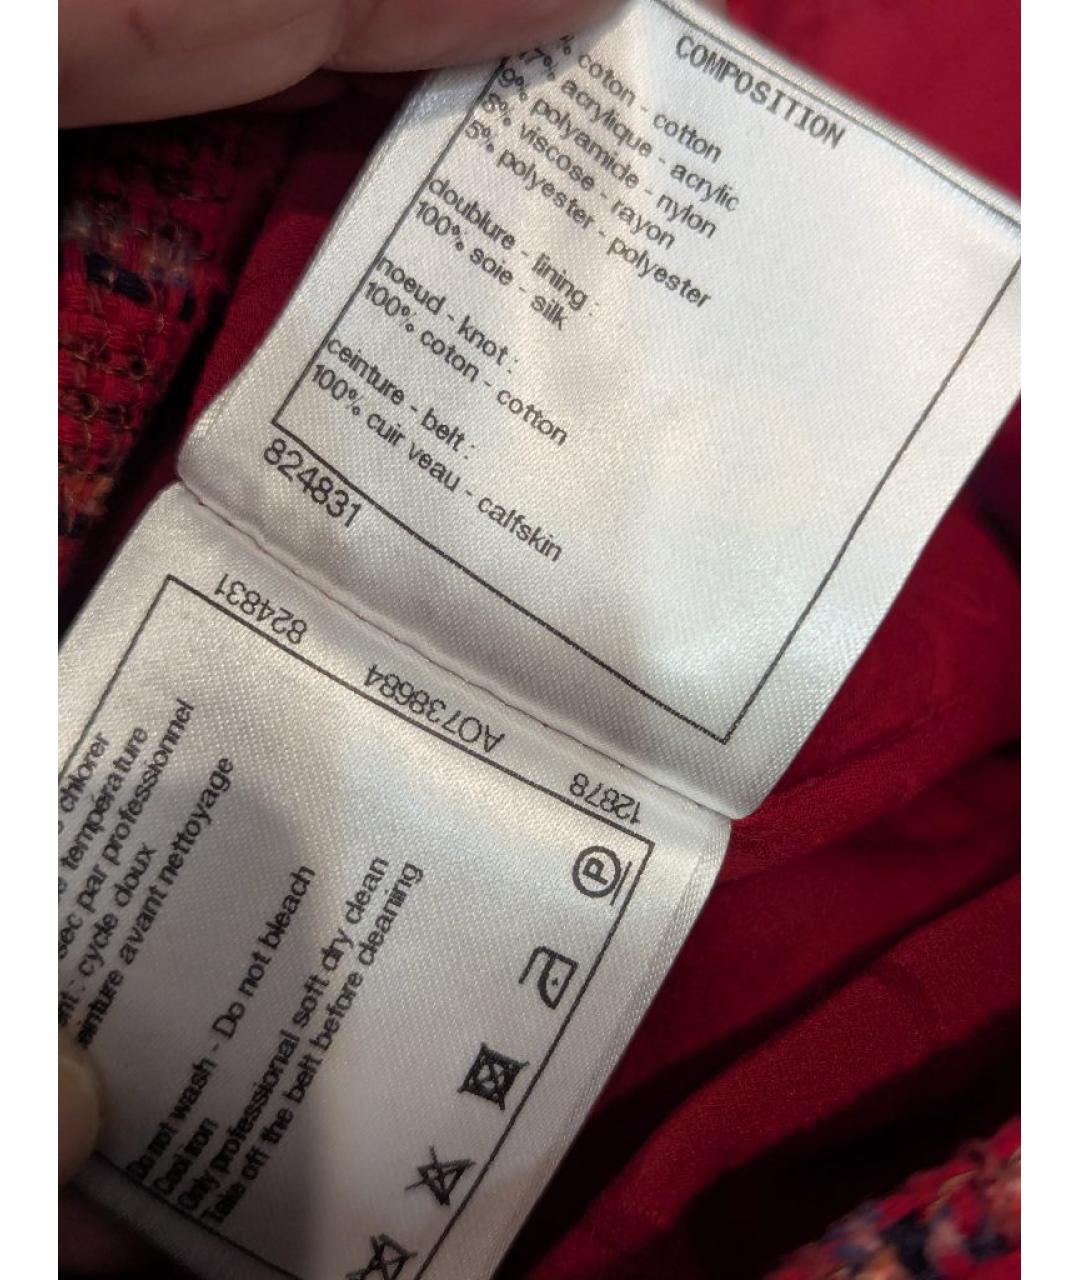 COMPOSITION
% coton - cotton
17% acrylique - acrylic
9% polyamide - nylon
8% viscose - rayon
5% polyester - polyester
doublure - lining :
100% soie - silk
noeud - knot :
100% coton - cotton
ceinture - belt :
100% cuir veau - calfskin
824831
824831
A0738684
12878
P
chlorer
température
sec par professionnel
- cycle doux
ceinture avant nettoyage
Do not wash - Do not bleach
Cool iron
Only professional soft dry clean
Take off the belt before cleaning